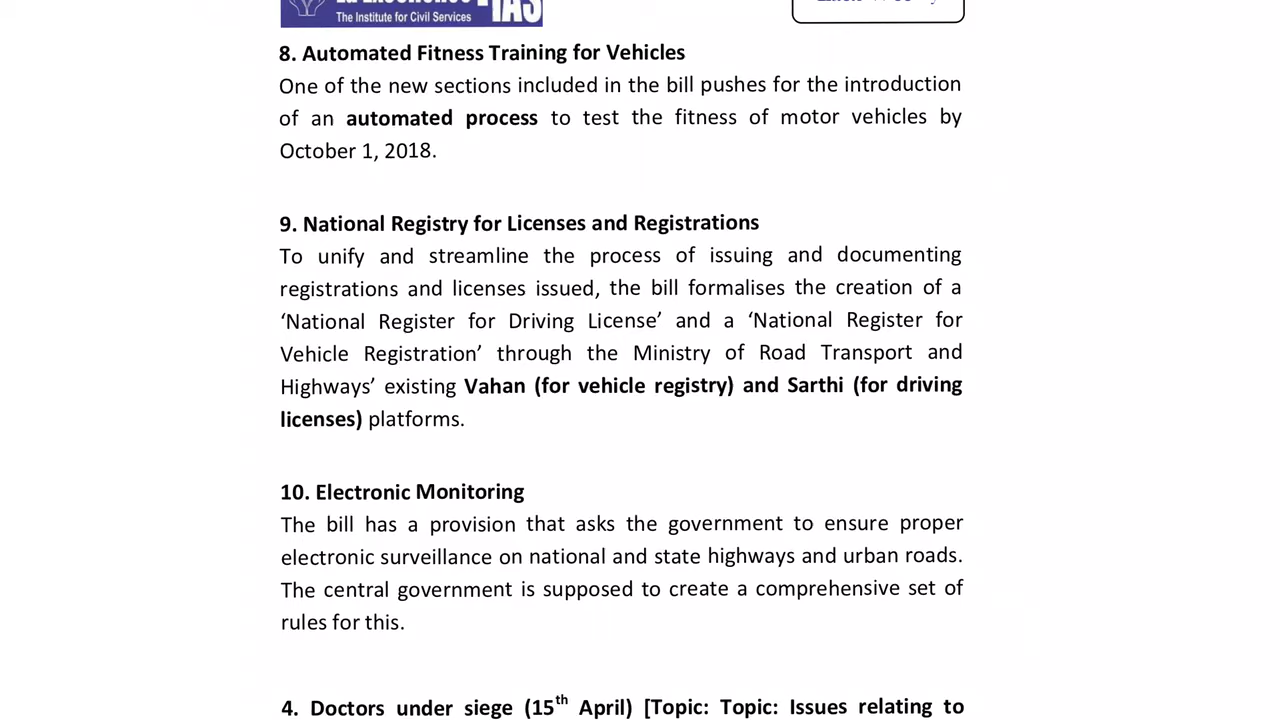 The Institute for Civil Services
IAS
8. Automated Fitness Training for Vehicles
One of the new sections included in the bill pushes for the introduction
of an automated process to test the fitness of motor vehicles by
October 1, 2018.
9. National Registry for Licenses and Registrations
To unify and streamline the process of issuing and documenting
registrations and licenses issued, the bill formalises the creation of a
‘National Register for Driving License’ and a ‘National Register for
Vehicle Registration’ through the Ministry of Road Transport and
Highways’ existing Vahan (for vehicle registry) and Sarthi (for driving
licenses) platforms.
10. Electronic Monitoring
The bill has a provision that asks the government to ensure proper
electronic surveillance on national and state highways and urban roads.
The central government is supposed to create a comprehensive set of
rules for this.
4. Doctors under siege (15th April) [Topic: Topic: Issues relating to